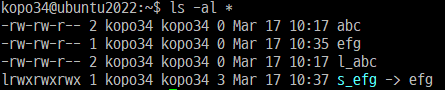 kopo34@ubuntu2022:~$ ls -al *
-rw-rw-r-- 2 kopo34 kopo34 0 Mar 17 10:37 abc
-rw-rw-r-- 1 kopo34 kopo34 0 Mar 17 10:35 efg
-rw-rw-r-- 2 kopo34 kopo34 0 Mar 17 10:37 l_abc
lrwxrwxrwx 1 kopo34 kopo34 3 Mar 17 10:37 s_efg -> efg